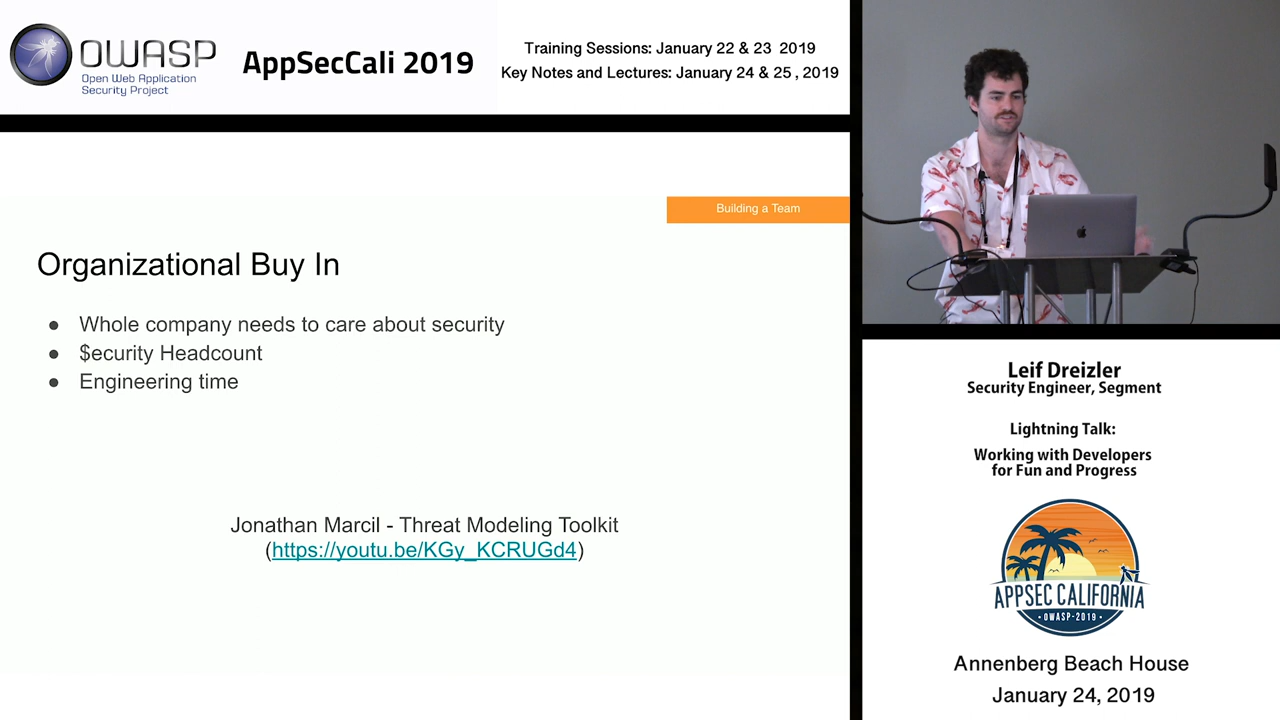 OWASP
Open Web Application
Security Project
AppSecCali 2019
Training Sessions: January 22 & 23 2019
Key Notes and Lectures: January 24 & 25 , 2019
Building a Team
Organizational Buy In
● Whole company needs to care about security
● $ecurity Headcount
● Engineering time
Jonathan Marcil - Threat Modeling Toolkit
(https://youtu.be/KGy_KCRUGd4)
Leif Dreizler
Security Engineer, Segment
Lightning Talk:
Working with Developers
for Fun and Progress
APPSEC CALIFORNIA
·OWASP-2019·
Annenberg Beach House
January 24, 2019